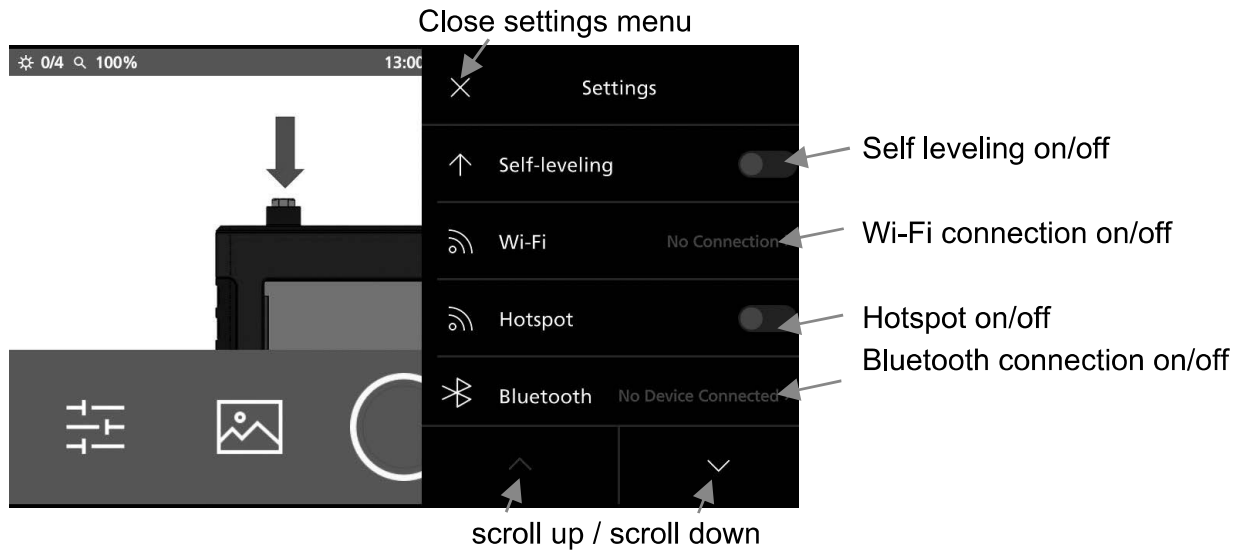 Close settings menu
0/4 100% 13:00
Settings
Self-leveling
Self leveling on/off
Wi-Fi No Connection
Wi-Fi connection on/off
Hotspot
Hotspot on/off
Bluetooth connection on/off
Bluetooth No Device Connected
scroll up / scroll down